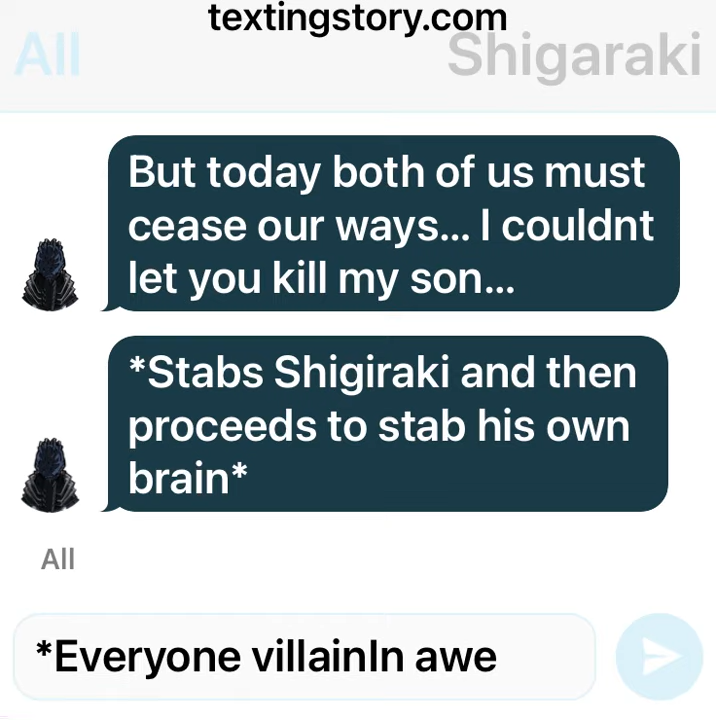 textingstory.com
All Shigaraki
But today both of us must
cease our ways... I couldnt
let you kill my son...
*Stabs Shigiraki and then
proceeds to stab his own
brain*
All
*Everyone villainIn awe